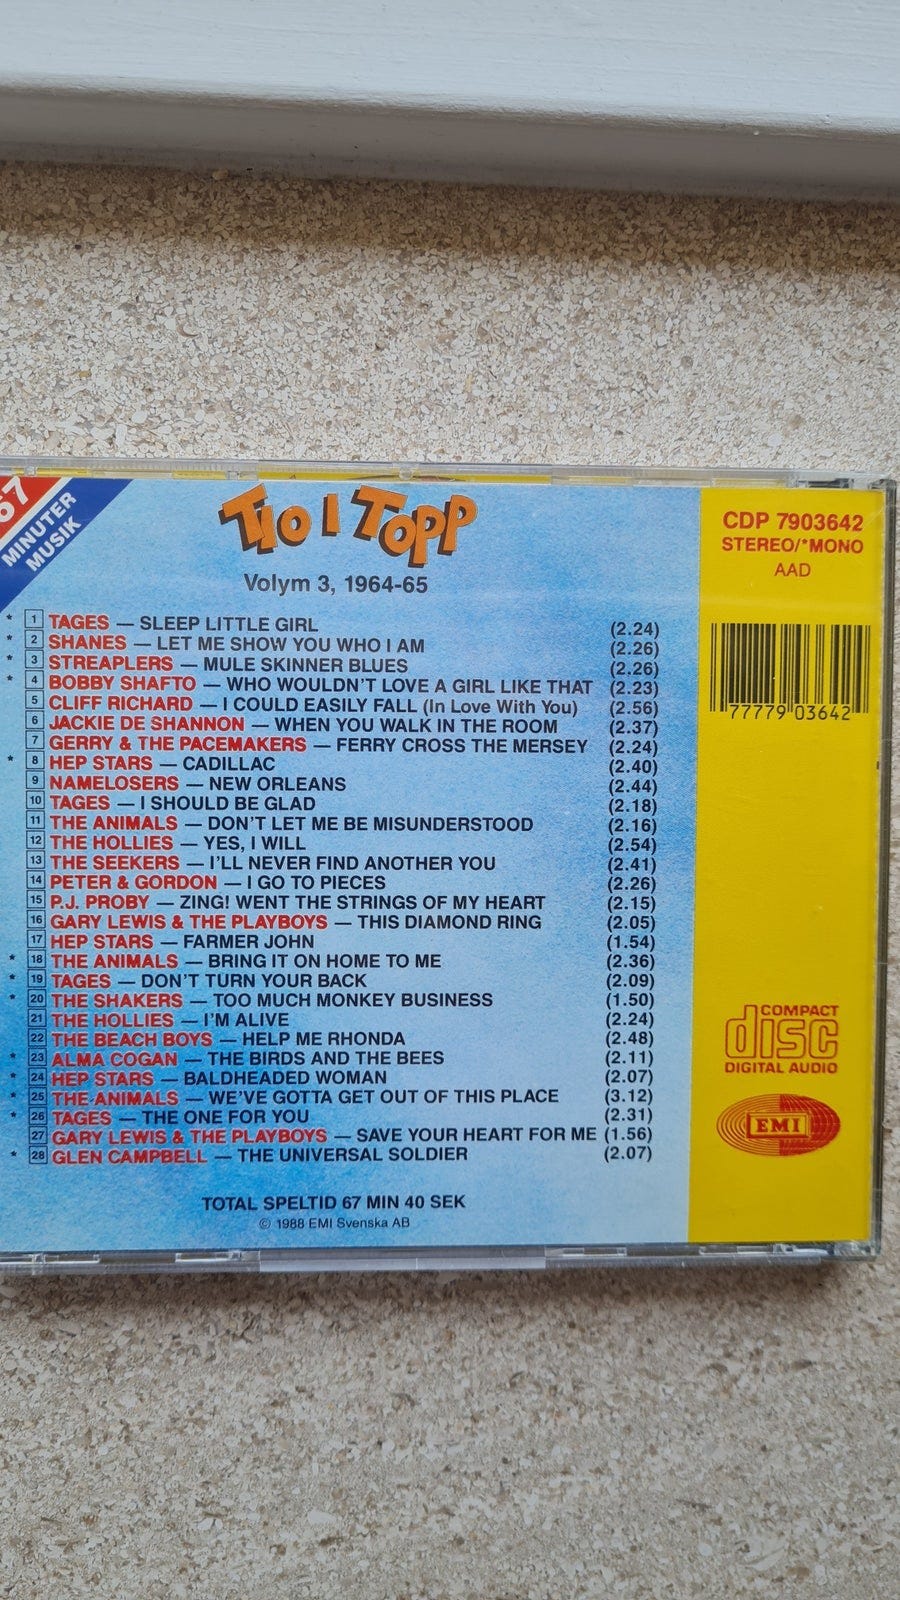 67
MINUTER
MUSIK
TIO I TOPP
Volym 3, 1964-65
* 1 TAGES — SLEEP LITTLE GIRL (2.24)
* 2 SHANES — LET ME SHOW YOU WHO I AM (2.26)
* 3 STREAPLERS — MULE SKINNER BLUES (2.26)
* 4 BOBBY SHAFTO — WHO WOULDN'T LOVE A GIRL LIKE THAT (2.23)
5 CLIFF RICHARD — I COULD EASILY FALL (In Love With You) (2.56)
6 JACKIE DE SHANNON — WHEN YOU WALK IN THE ROOM (2.37)
7 GERRY & THE PACEMAKERS — FERRY CROSS THE MERSEY (2.24)
* 8 HEP STARS — CADILLAC (2.40)
9 NAMELOSERS — NEW ORLEANS (2.44)
10 TAGES — I SHOULD BE GLAD (2.18)
11 THE ANIMALS — DON'T LET ME BE MISUNDERSTOOD (2.16)
12 THE HOLLIES — YES, I WILL (2.54)
13 THE SEEKERS — I'LL NEVER FIND ANOTHER YOU (2.41)
14 PETER & GORDON — I GO TO PIECES (2.26)
15 P.J. PROBY — ZING! WENT THE STRINGS OF MY HEART (2.15)
16 GARY LEWIS & THE PLAYBOYS — THIS DIAMOND RING (2.05)
17 HEP STARS — FARMER JOHN (1.54)
* 18 THE ANIMALS — BRING IT ON HOME TO ME (2.36)
* 19 TAGES — DON'T TURN YOUR BACK (2.09)
* 20 THE SHAKERS — TOO MUCH MONKEY BUSINESS (1.50)
21 THE HOLLIES — I'M ALIVE (2.24)
22 THE BEACH BOYS — HELP ME RHONDA (2.48)
* 23 ALMA COGAN — THE BIRDS AND THE BEES (2.11)
* 24 HEP STARS — BALDHEADED WOMAN (2.07)
* 25 THE ANIMALS — WE'VE GOTTA GET OUT OF THIS PLACE (3.12)
* 26 TAGES — THE ONE FOR YOU (2.31)
27 GARY LEWIS & THE PLAYBOYS — SAVE YOUR HEART FOR ME (1.56)
* 28 GLEN CAMPBELL — THE UNIVERSAL SOLDIER (2.07)
TOTAL SPELTID 67 MIN 40 SEK
© 1988 EMI Svenska AB
CDP 7903642
STEREO/*MONO
AAD
77779 03642
COMPACT
disc
DIGITAL AUDIO
EMI